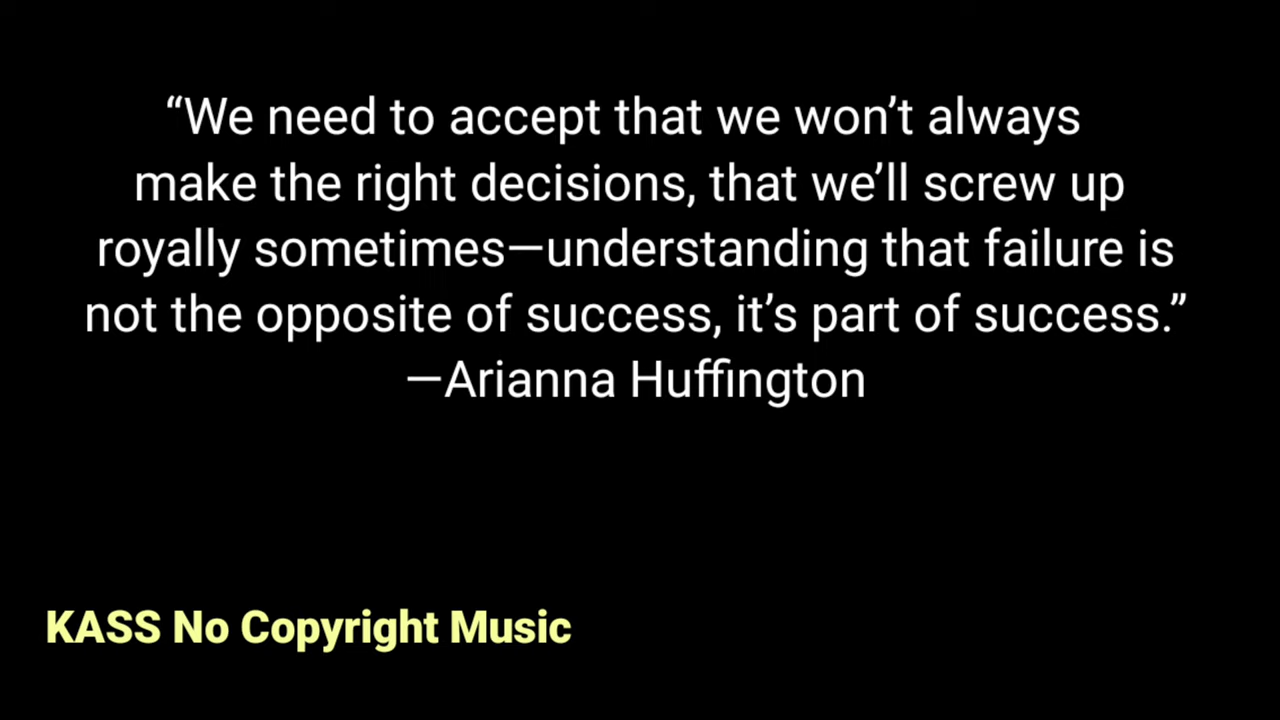 “We need to accept that we won’t always
make the right decisions, that we’ll screw up
royally sometimes—understanding that failure is
not the opposite of success, it’s part of success.”
—Arianna Huffington
KASS No Copyright Music